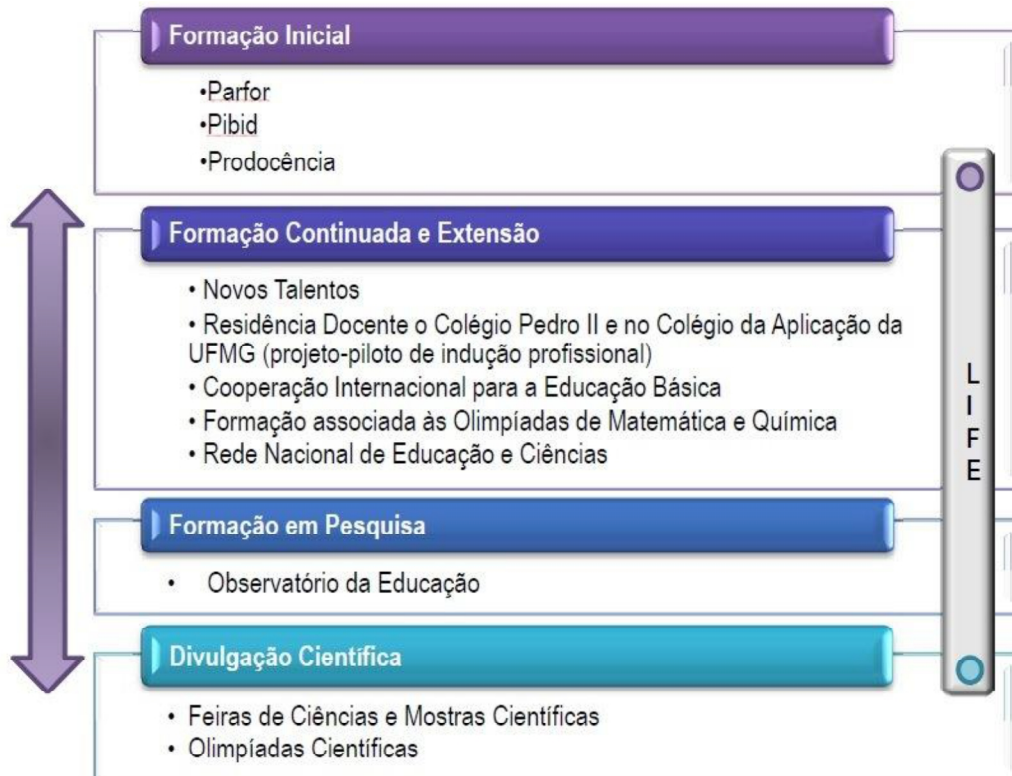 Formação Inicial
•Parfor
•Pibid
•Prodocência
Formação Continuada e Extensão
• Novos Talentos
• Residência Docente o Colégio Pedro II e no Colégio da Aplicação da
UFMG (projeto-piloto de indução profissional)
• Cooperação Internacional para a Educação Básica
• Formação associada às Olimpíadas de Matemática e Química
• Rede Nacional de Educação e Ciências
Formação em Pesquisa
• Observatório da Educação
Divulgação Científica
• Feiras de Ciências e Mostras Científicas
• Olimpíadas Científicas
L
I
F
E